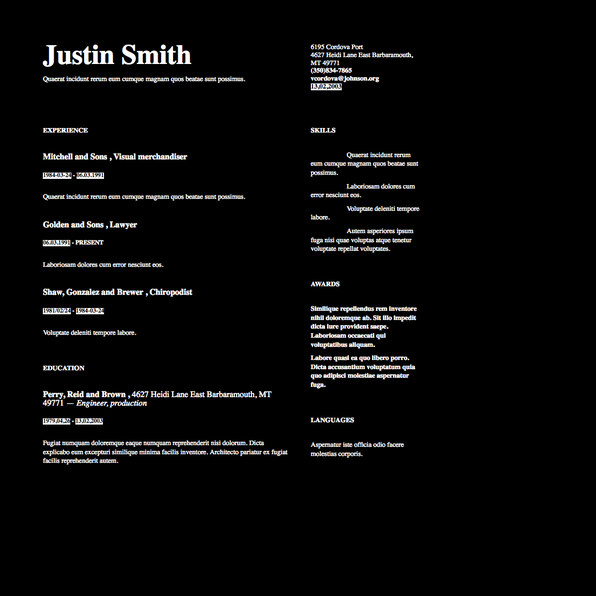 Justin Smith
Quaerat incidunt rerum eum cumque magnam quos beatae sunt possimus.
6195 Cordova Port
4627 Heidi Lane East Barbaramouth,
MT 49771
(350)834-7865
vcordova@johnson.org
13.02.2003
EXPERIENCE
Mitchell and Sons , Visual merchandiser
1984-03-24 - 06.03.1991
Quaerat incidunt rerum eum cumque magnam quos beatae sunt possimus.
Golden and Sons , Lawyer
06.03.1991 - PRESENT
Laboriosam dolores cum error nesciunt eos.
Shaw, Gonzalez and Brewer , Chiropodist
1981/02/24 - 1984-03-24
Voluptate deleniti tempore labore.
EDUCATION
Perry, Reid and Brown , 4627 Heidi Lane East Barbaramouth, MT
49771 — Engineer, production
1979.04.20 - 13.02.2003
Fugiat numquam doloremque eaque numquam reprehenderit nisi dolorum. Dicta
explicabo eum excepturi similique minima facilis inventore. Architecto pariatur ex fugiat
facilis reprehenderit autem.
SKILLS
Quaerat incidunt rerum
eum cumque magnam quos beatae sunt
possimus.
Laboriosam dolores cum
error nesciunt eos.
Voluptate deleniti tempore
labore.
Autem asperiores ipsum
fuga nisi quae voluptas atque tenetur
voluptate repellat voluptates.
AWARDS
Similique repellendus rem inventore
nihil doloremque ab. Sit illo impedit
dicta iure provident saepe.
Laboriosam occaecati qui
voluptatibus aliquam.
Labore quasi ea quo libero porro.
Dicta accusantium voluptatum quia
quo adipisci molestiae aspernatur
fuga.
LANGUAGES
Aspernatur iste officia odio facere
molestias corporis.